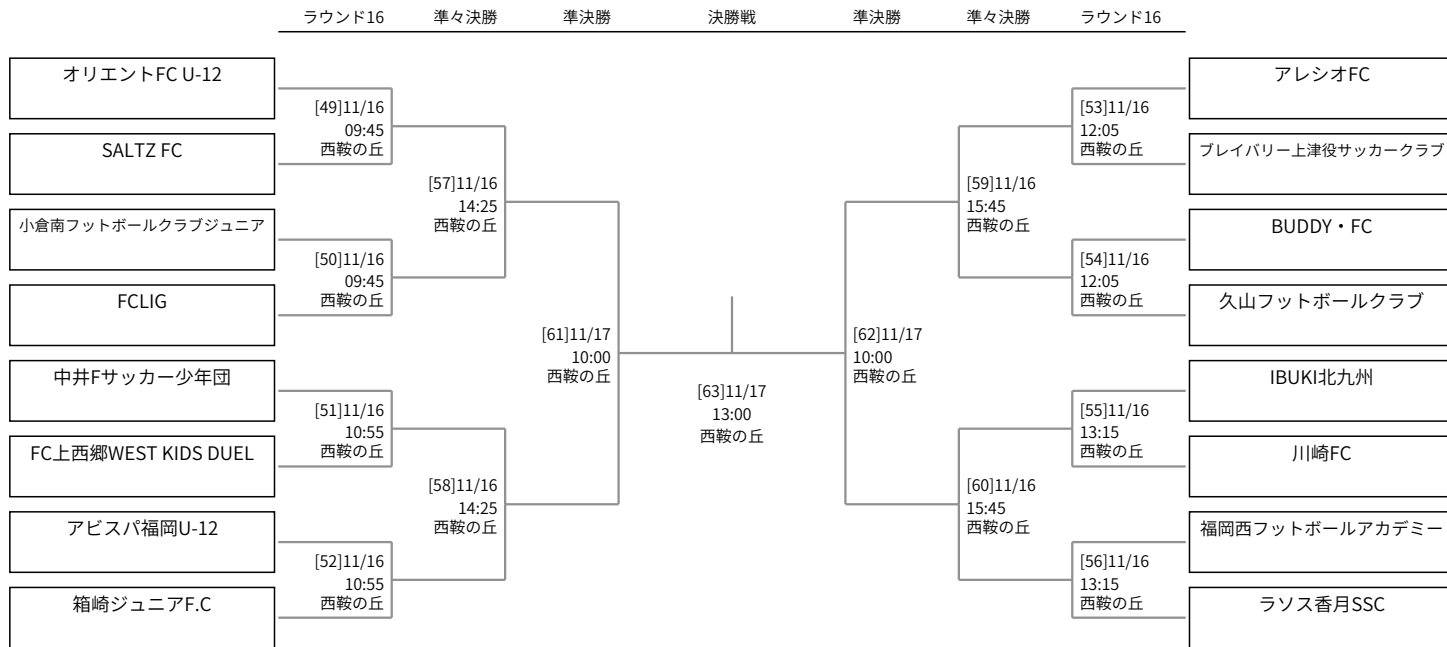 ラウンド16 準々決勝 準決勝 決勝戦 準決勝 準々決勝 ラウンド16
オリエントFC U-12
[49]11/16
09:45
西鞍の丘
SALTZ FC
[57]11/16
14:25
西鞍の丘
小倉南フットボールクラブジュニア
[50]11/16
09:45
西鞍の丘
FCLIG
[61]11/17
10:00
西鞍の丘
中井Fサッカー少年団
[51]11/16
10:55
西鞍の丘
FC上西郷WEST KIDS DUEL
[58]11/16
14:25
西鞍の丘
アビスパ福岡U-12
[52]11/16
10:55
西鞍の丘
箱崎ジュニアF.C
[63]11/17
13:00
西鞍の丘
アレシオFC
[53]11/16
12:05
西鞍の丘
ブレイバリー上津役サッカークラブ
[59]11/16
15:45
西鞍の丘
BUDDY・FC
[54]11/16
12:05
西鞍の丘
久山フットボールクラブ
[62]11/17
10:00
西鞍の丘
IBUKI北九州
[55]11/16
13:15
西鞍の丘
川崎FC
[60]11/16
15:45
西鞍の丘
福岡西フットボールアカデミー
[56]11/16
13:15
西鞍の丘
ラソス香月SSC